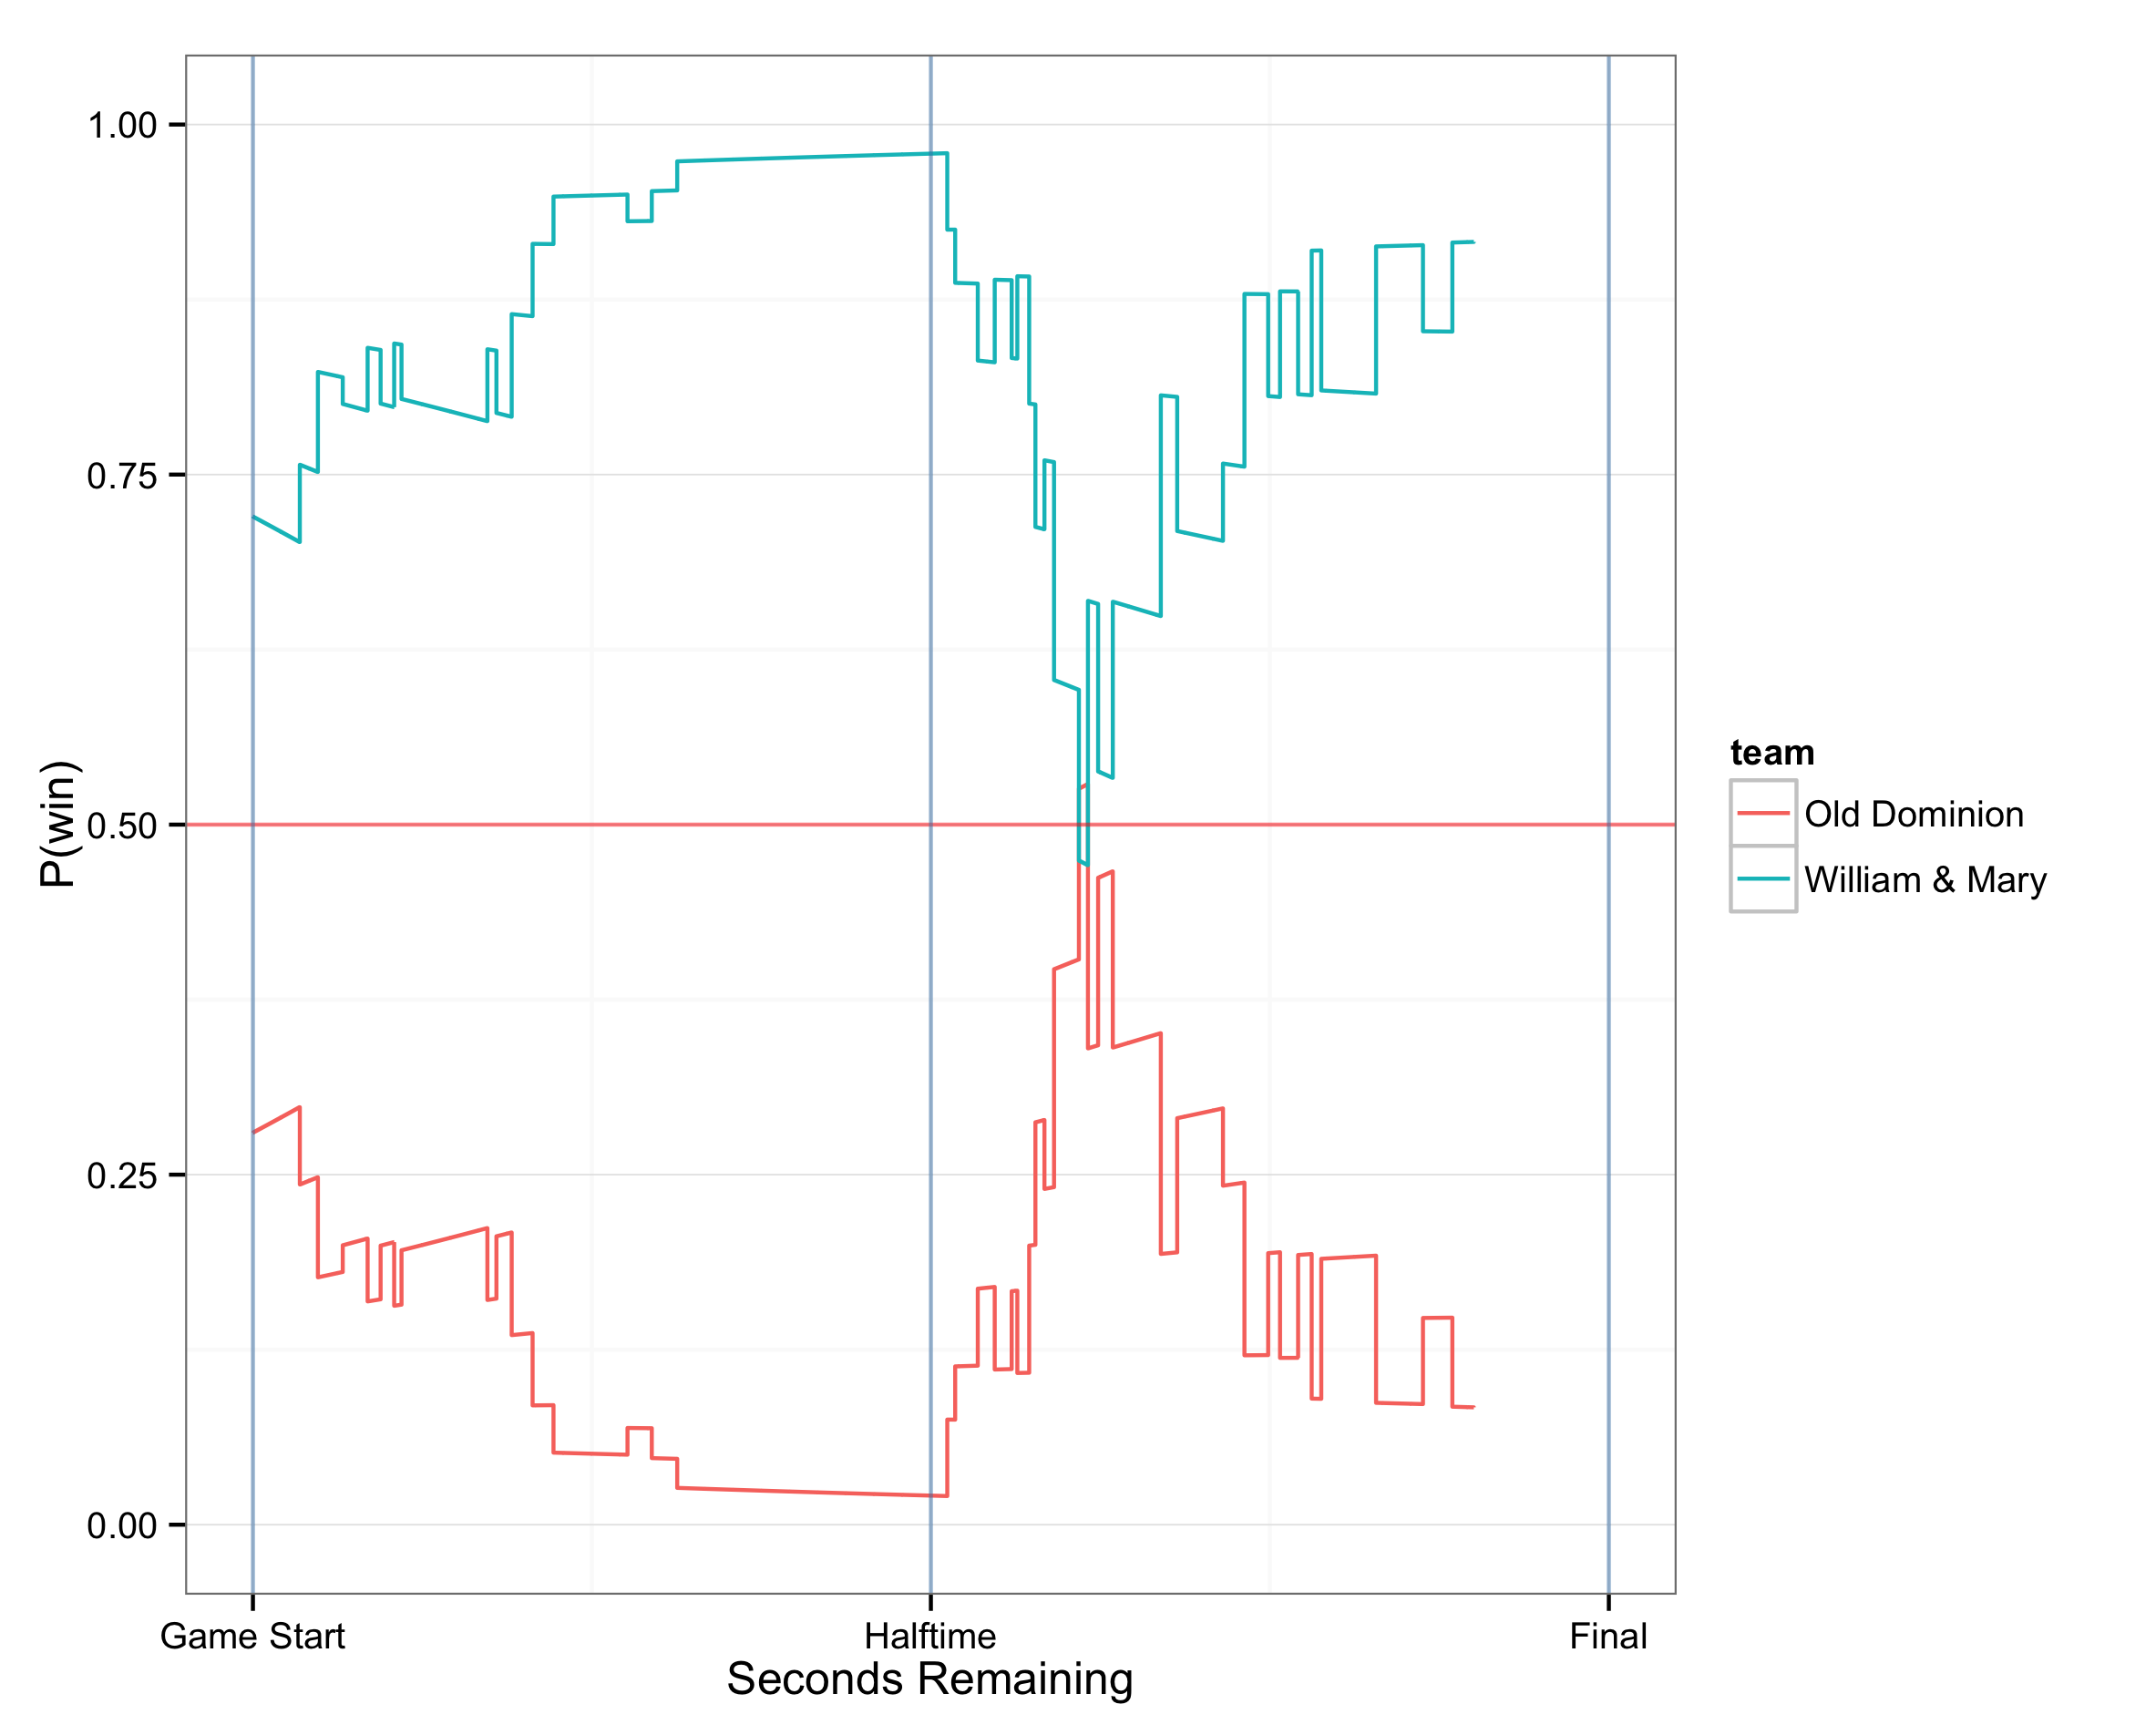 1.00
0.75
0.50
0.25
0.00
P(win)
Game Start
Halftime
Final
Seconds Remaining
team
Old Dominion
William & Mary